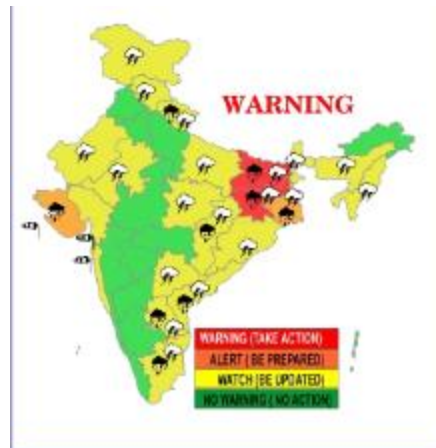 WARNING
WARNING (TAKE ACTION)
ALERT ( BE PREPARED)
WATCH (BE UPDATED)
NO WARNING ( NO ACTION)